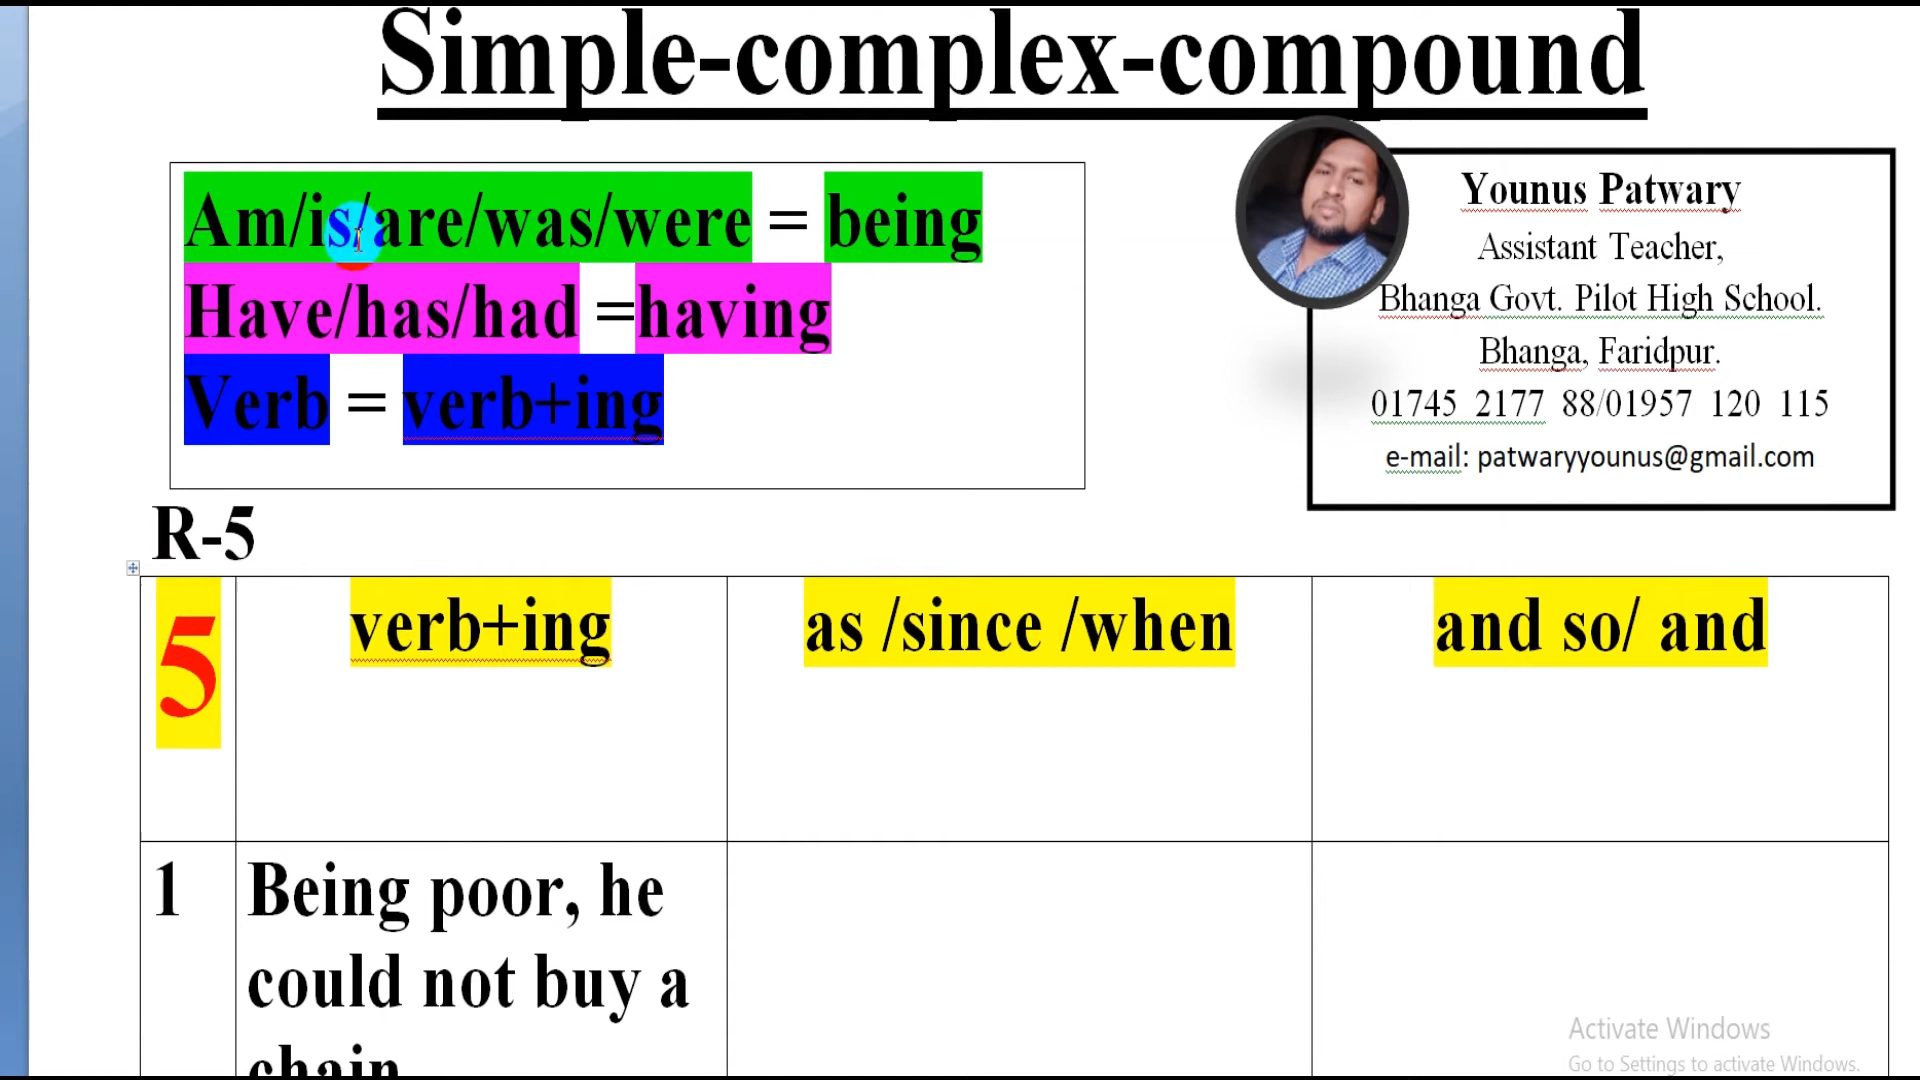 Simple-complex-compound
Am/is/are/was/were = being
Have/has/had =having
Verb = verb+ing
Younus Patwary
Assistant Teacher,
Bhanga Govt. Pilot High School.
Bhanga, Faridpur.
01745 2177 88/01957 120 115
e-mail: patwaryyounus@gmail.com
R-5
5 verb+ing as /since /when and so/ and
1 Being poor, he
could not buy a
chain
Activate Windows
Go to Settings to activate Windows.